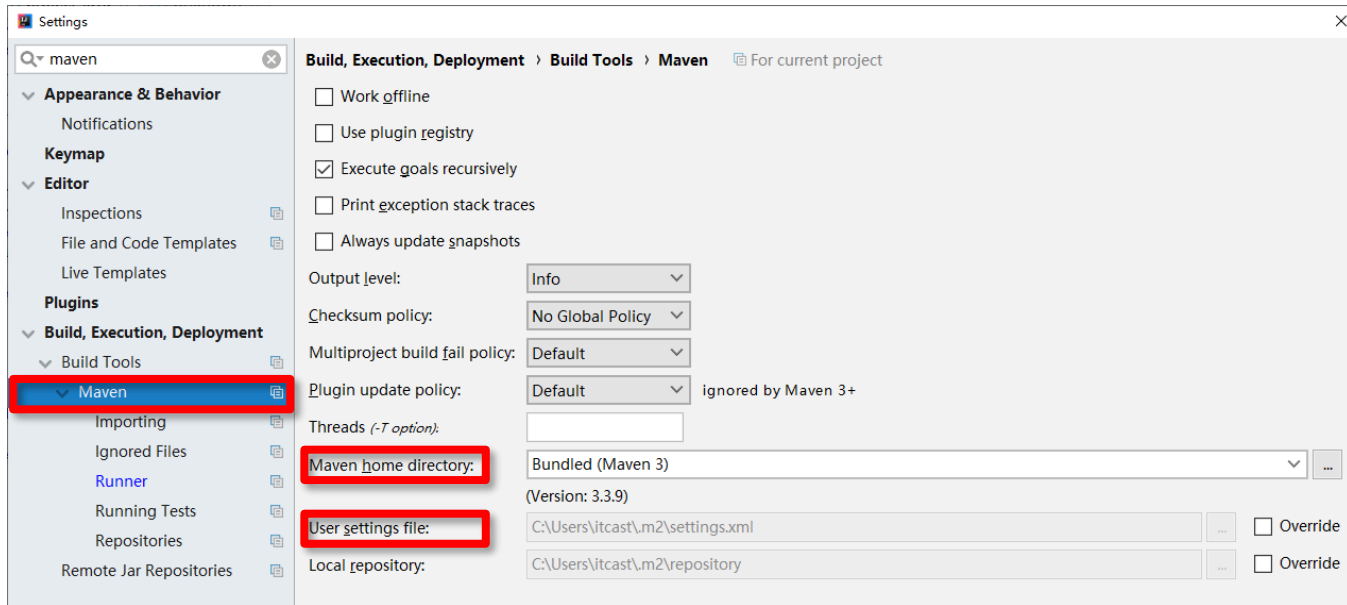 Settings
maven
Appearance & Behavior
Notifications
Keymap
Editor
Inspections
File and Code Templates
Live Templates
Plugins
Build, Execution, Deployment
Build Tools
Maven
Importing
Ignored Files
Runner
Running Tests
Repositories
Remote Jar Repositories
Build, Execution, Deployment › Build Tools › Maven For current project
Work offline
Use plugin registry
Execute goals recursively
Print exception stack traces
Always update snapshots
Output level: Info
Checksum policy: No Global Policy
Multiproject build fail policy: Default
Plugin update policy: Default ignored by Maven 3+
Threads (-T option):
Maven home directory: Bundled (Maven 3) ...
(Version: 3.3.9)
User settings file: C:\Users\itcast\.m2\settings.xml ... Override
Local repository: C:\Users\itcast\.m2\repository ... Override